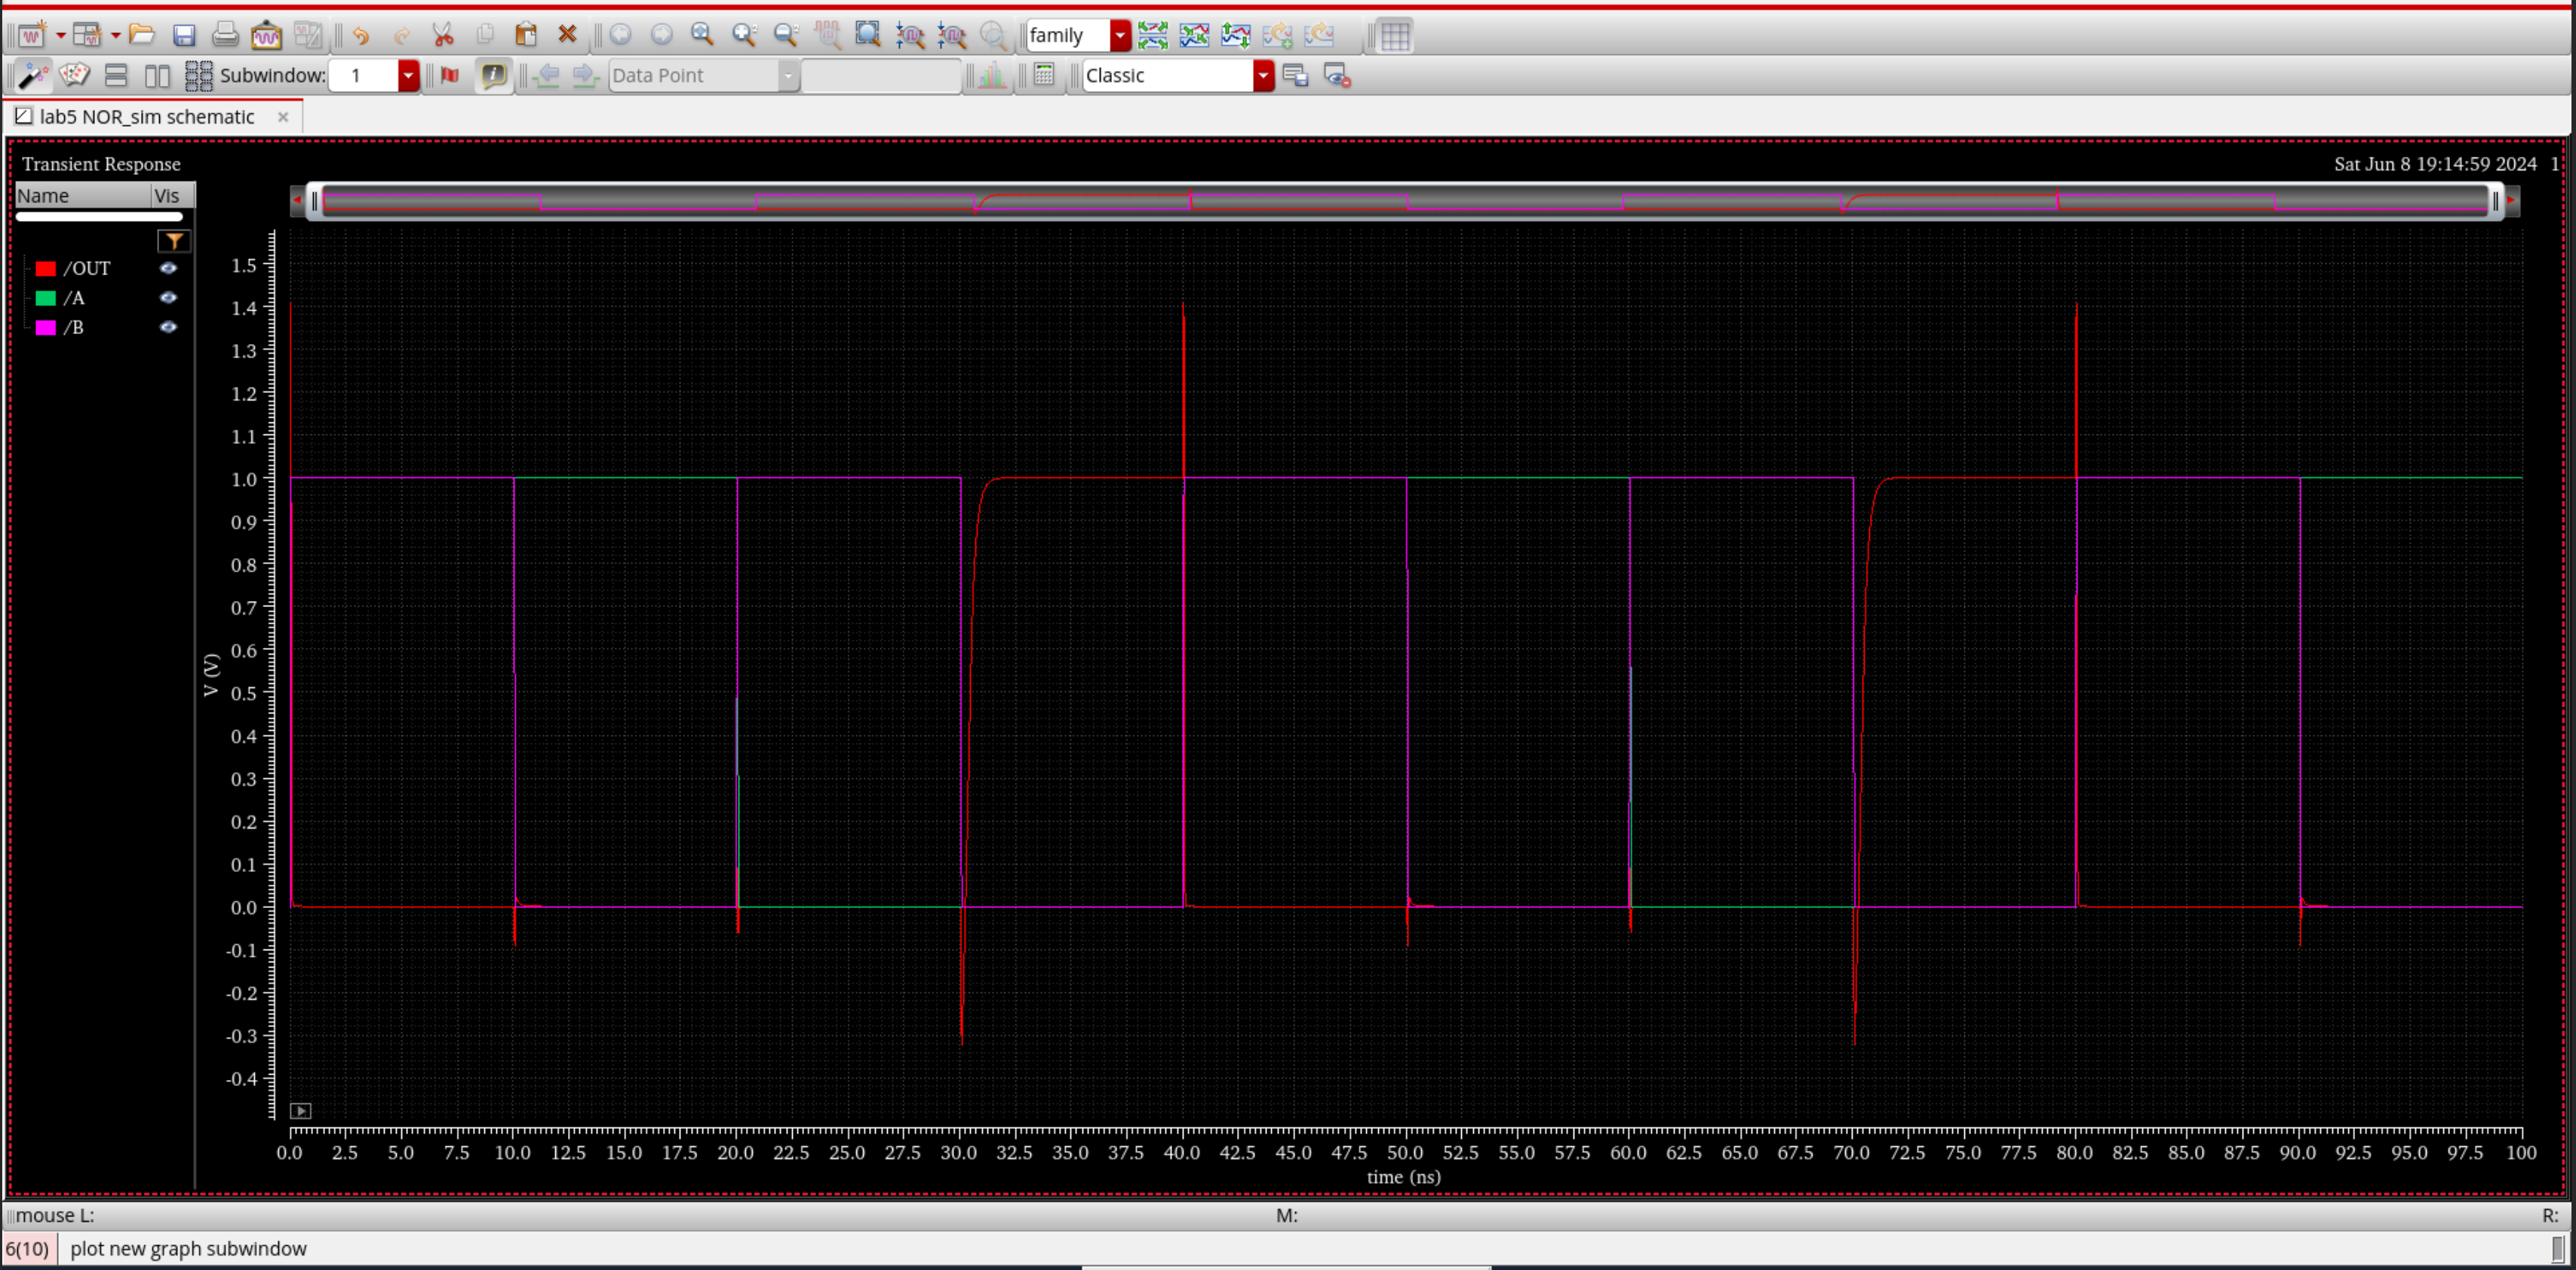 family
Subwindow: 1 Data Point Classic
lab5 NOR_sim schematic ×
Transient Response Sat Jun 8 19:14:59 2024 1
Name Vis
/OUT
/A
/B
1.5
1.4
1.3
1.2
1.1
1.0
0.9
0.8
0.7
0.6
0.5
0.4
0.3
0.2
0.1
0.0
-0.1
-0.2
-0.3
-0.4
V (V)
0.0 2.5 5.0 7.5 10.0 12.5 15.0 17.5 20.0 22.5 25.0 27.5 30.0 32.5 35.0 37.5 40.0 42.5 45.0 47.5 50.0 52.5 55.0 57.5 60.0 62.5 65.0 67.5 70.0 72.5 75.0 77.5 80.0 82.5 85.0 87.5 90.0 92.5 95.0 97.5 100
time (ns)
mouse L: M: R:
6(10) plot new graph subwindow